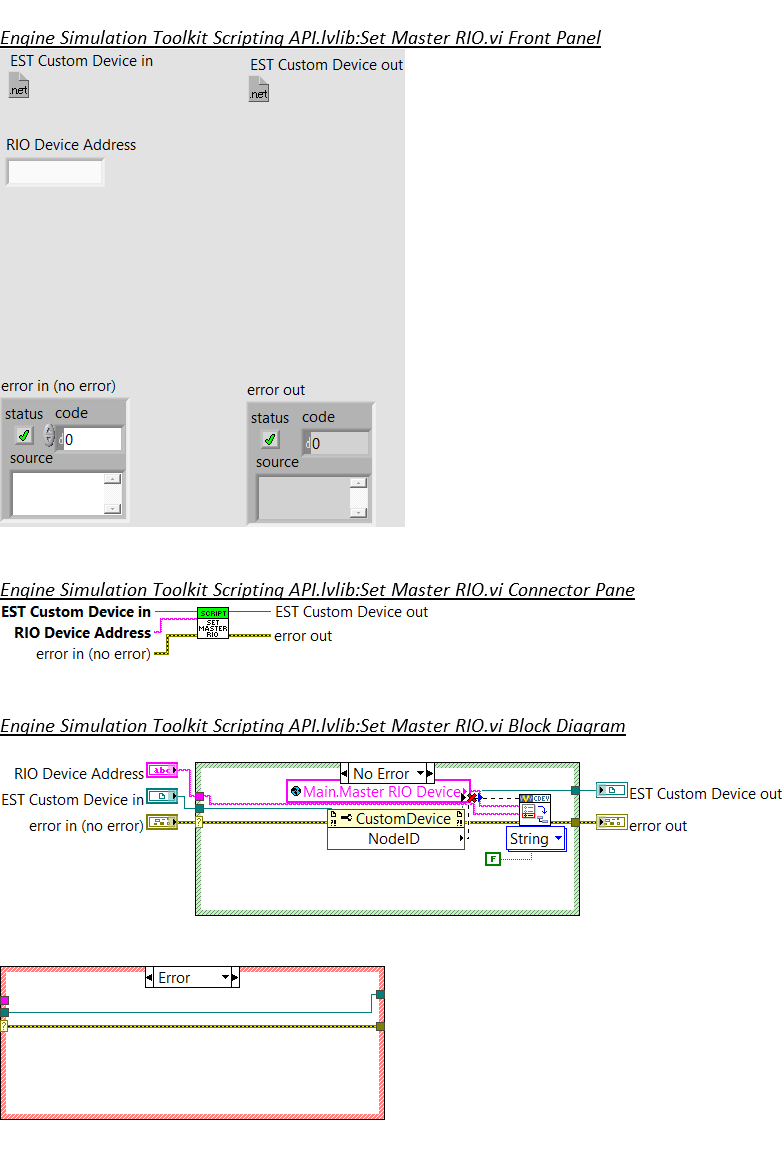 Engine Simulation Toolkit Scripting API.lvlib:Set Master RIO.vi Front Panel
EST Custom Device in
EST Custom Device out
.net
.net
RIO Device Address
error in (no error)
error out
status code
status code
d 0
d 0
source
source
Engine Simulation Toolkit Scripting API.lvlib:Set Master RIO.vi Connector Pane
EST Custom Device in
SCRIPT
SET
MASTER
RIO
EST Custom Device out
RIO Device Address
error out
error in (no error)
Engine Simulation Toolkit Scripting API.lvlib:Set Master RIO.vi Block Diagram
RIO Device Address
abc
No Error
Main.Master RIO Device
EST Custom Device in
CDEV
EST Custom Device out
error in (no error)
?
CustomDevice
?!
?!
error out
NodeID
String
F
Error
?